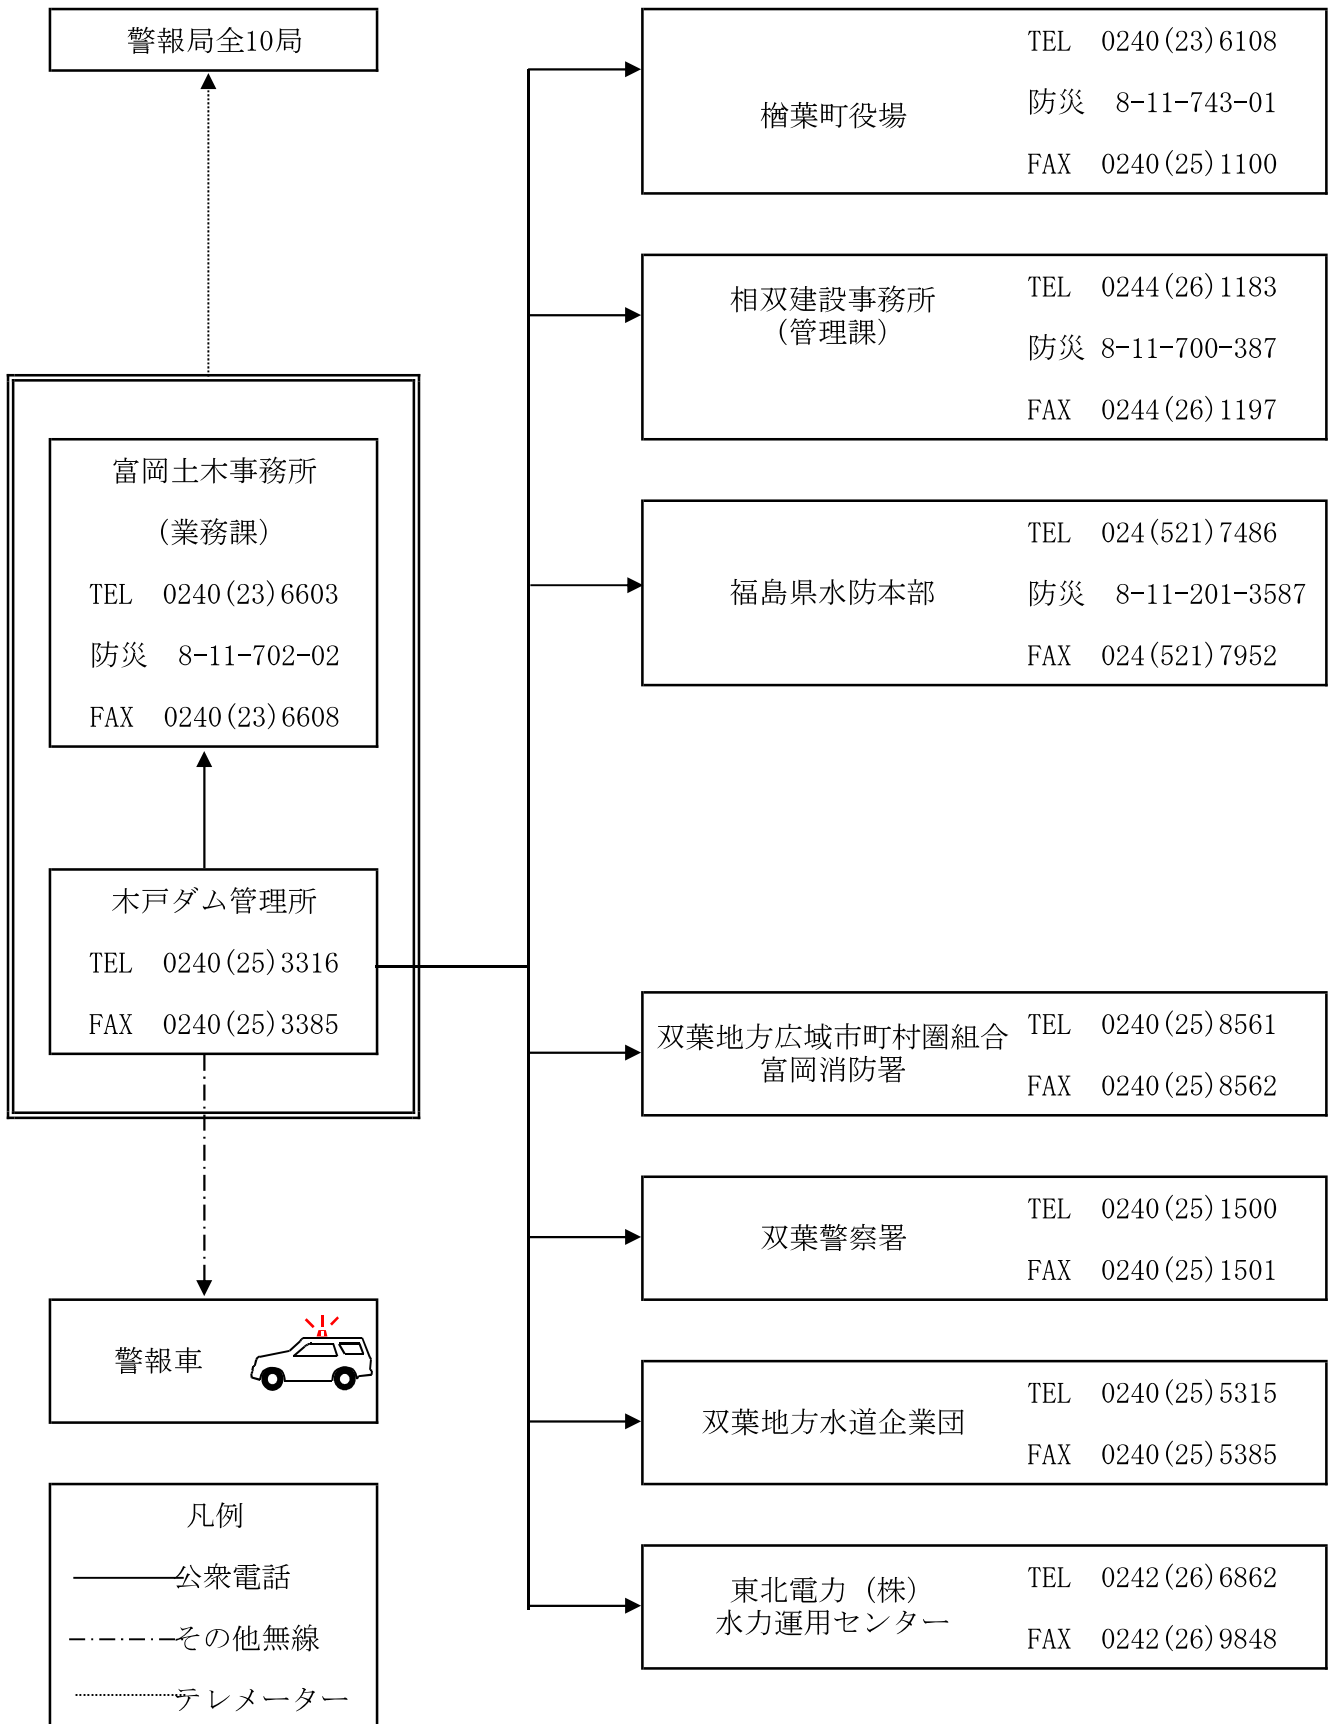 警報局全10局
富岡土木事務所
(業務課)
TEL 0240(23)6603
防災 8-11-702-02
FAX 0240(23)6608
木戸ダム管理所
TEL 0240(25)3316
FAX 0240(25)3385
警報車
凡例
公衆電話
その他無線
テレメーター
楢葉町役場
TEL 0240(23)6108
防災 8-11-743-01
FAX 0240(25)1100
相双建設事務所
(管理課)
TEL 0244(26)1183
防災 8-11-700-387
FAX 0244(26)1197
福島県水防本部
TEL 024(521)7486
防災 8-11-201-3587
FAX 024(521)7952
双葉地方広域市町村圏組合
富岡消防署
TEL 0240(25)8561
FAX 0240(25)8562
双葉警察署
TEL 0240(25)1500
FAX 0240(25)1501
双葉地方水道企業団
TEL 0240(25)5315
FAX 0240(25)5385
東北電力（株）
水力運用センター
TEL 0242(26)6862
FAX 0242(26)9848